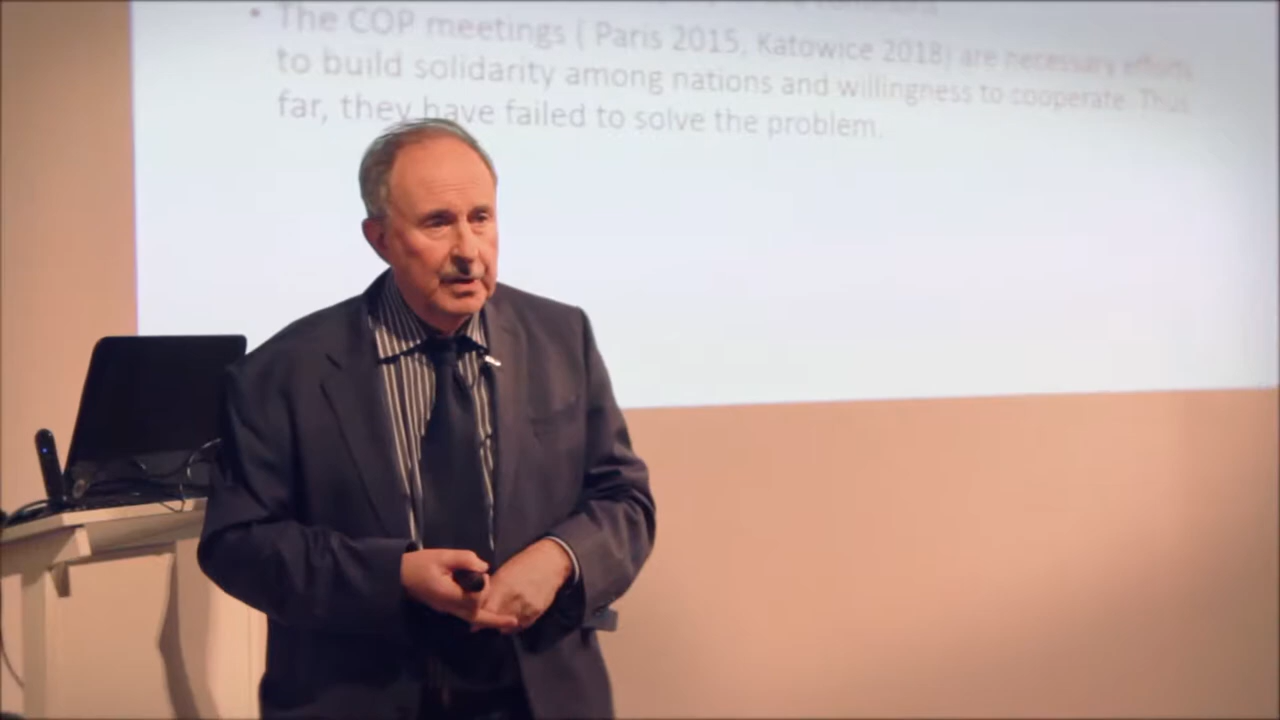 • The COP meetings ( Paris 2015, Katowice 2018) are necessary efforts
to build solidarity among nations and willingness to cooperate. Thus
far, they have failed to solve the problem.